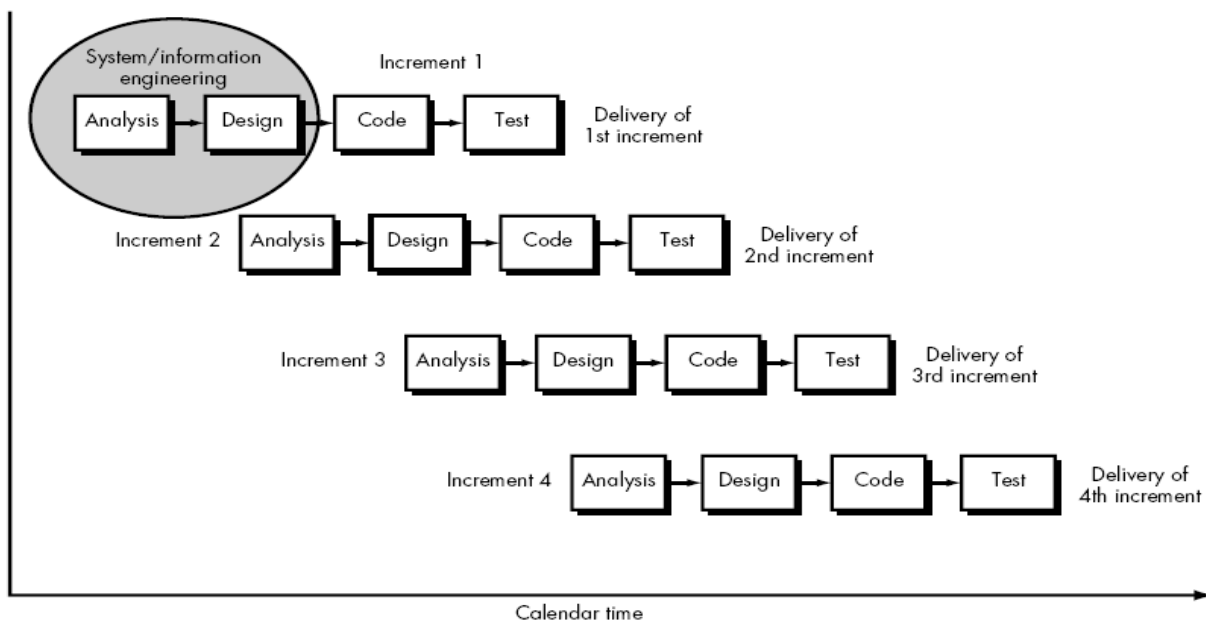 System/information
engineering
Increment 1
Analysis
Design
Code
Test
Delivery of
1st increment
Increment 2
Analysis
Design
Code
Test
Delivery of
2nd increment
Increment 3
Analysis
Design
Code
Test
Delivery of
3rd increment
Increment 4
Analysis
Design
Code
Test
Delivery of
4th increment
Calendar time